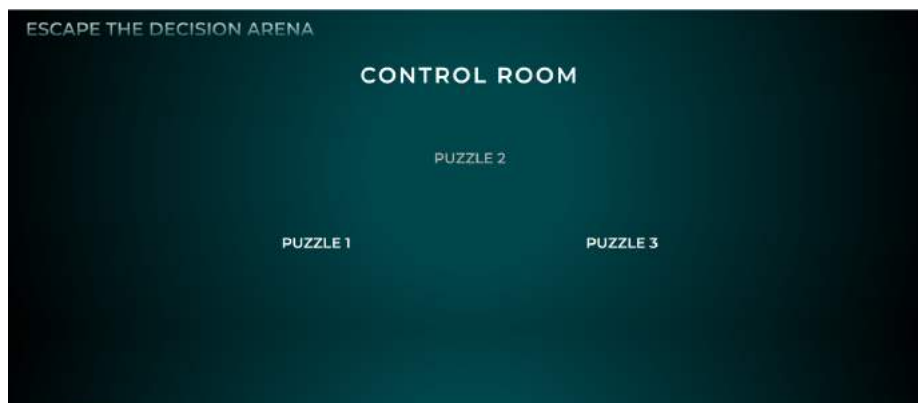 ESCAPE THE DECISION ARENA
CONTROL ROOM
PUZZLE 2
PUZZLE 1
PUZZLE 3